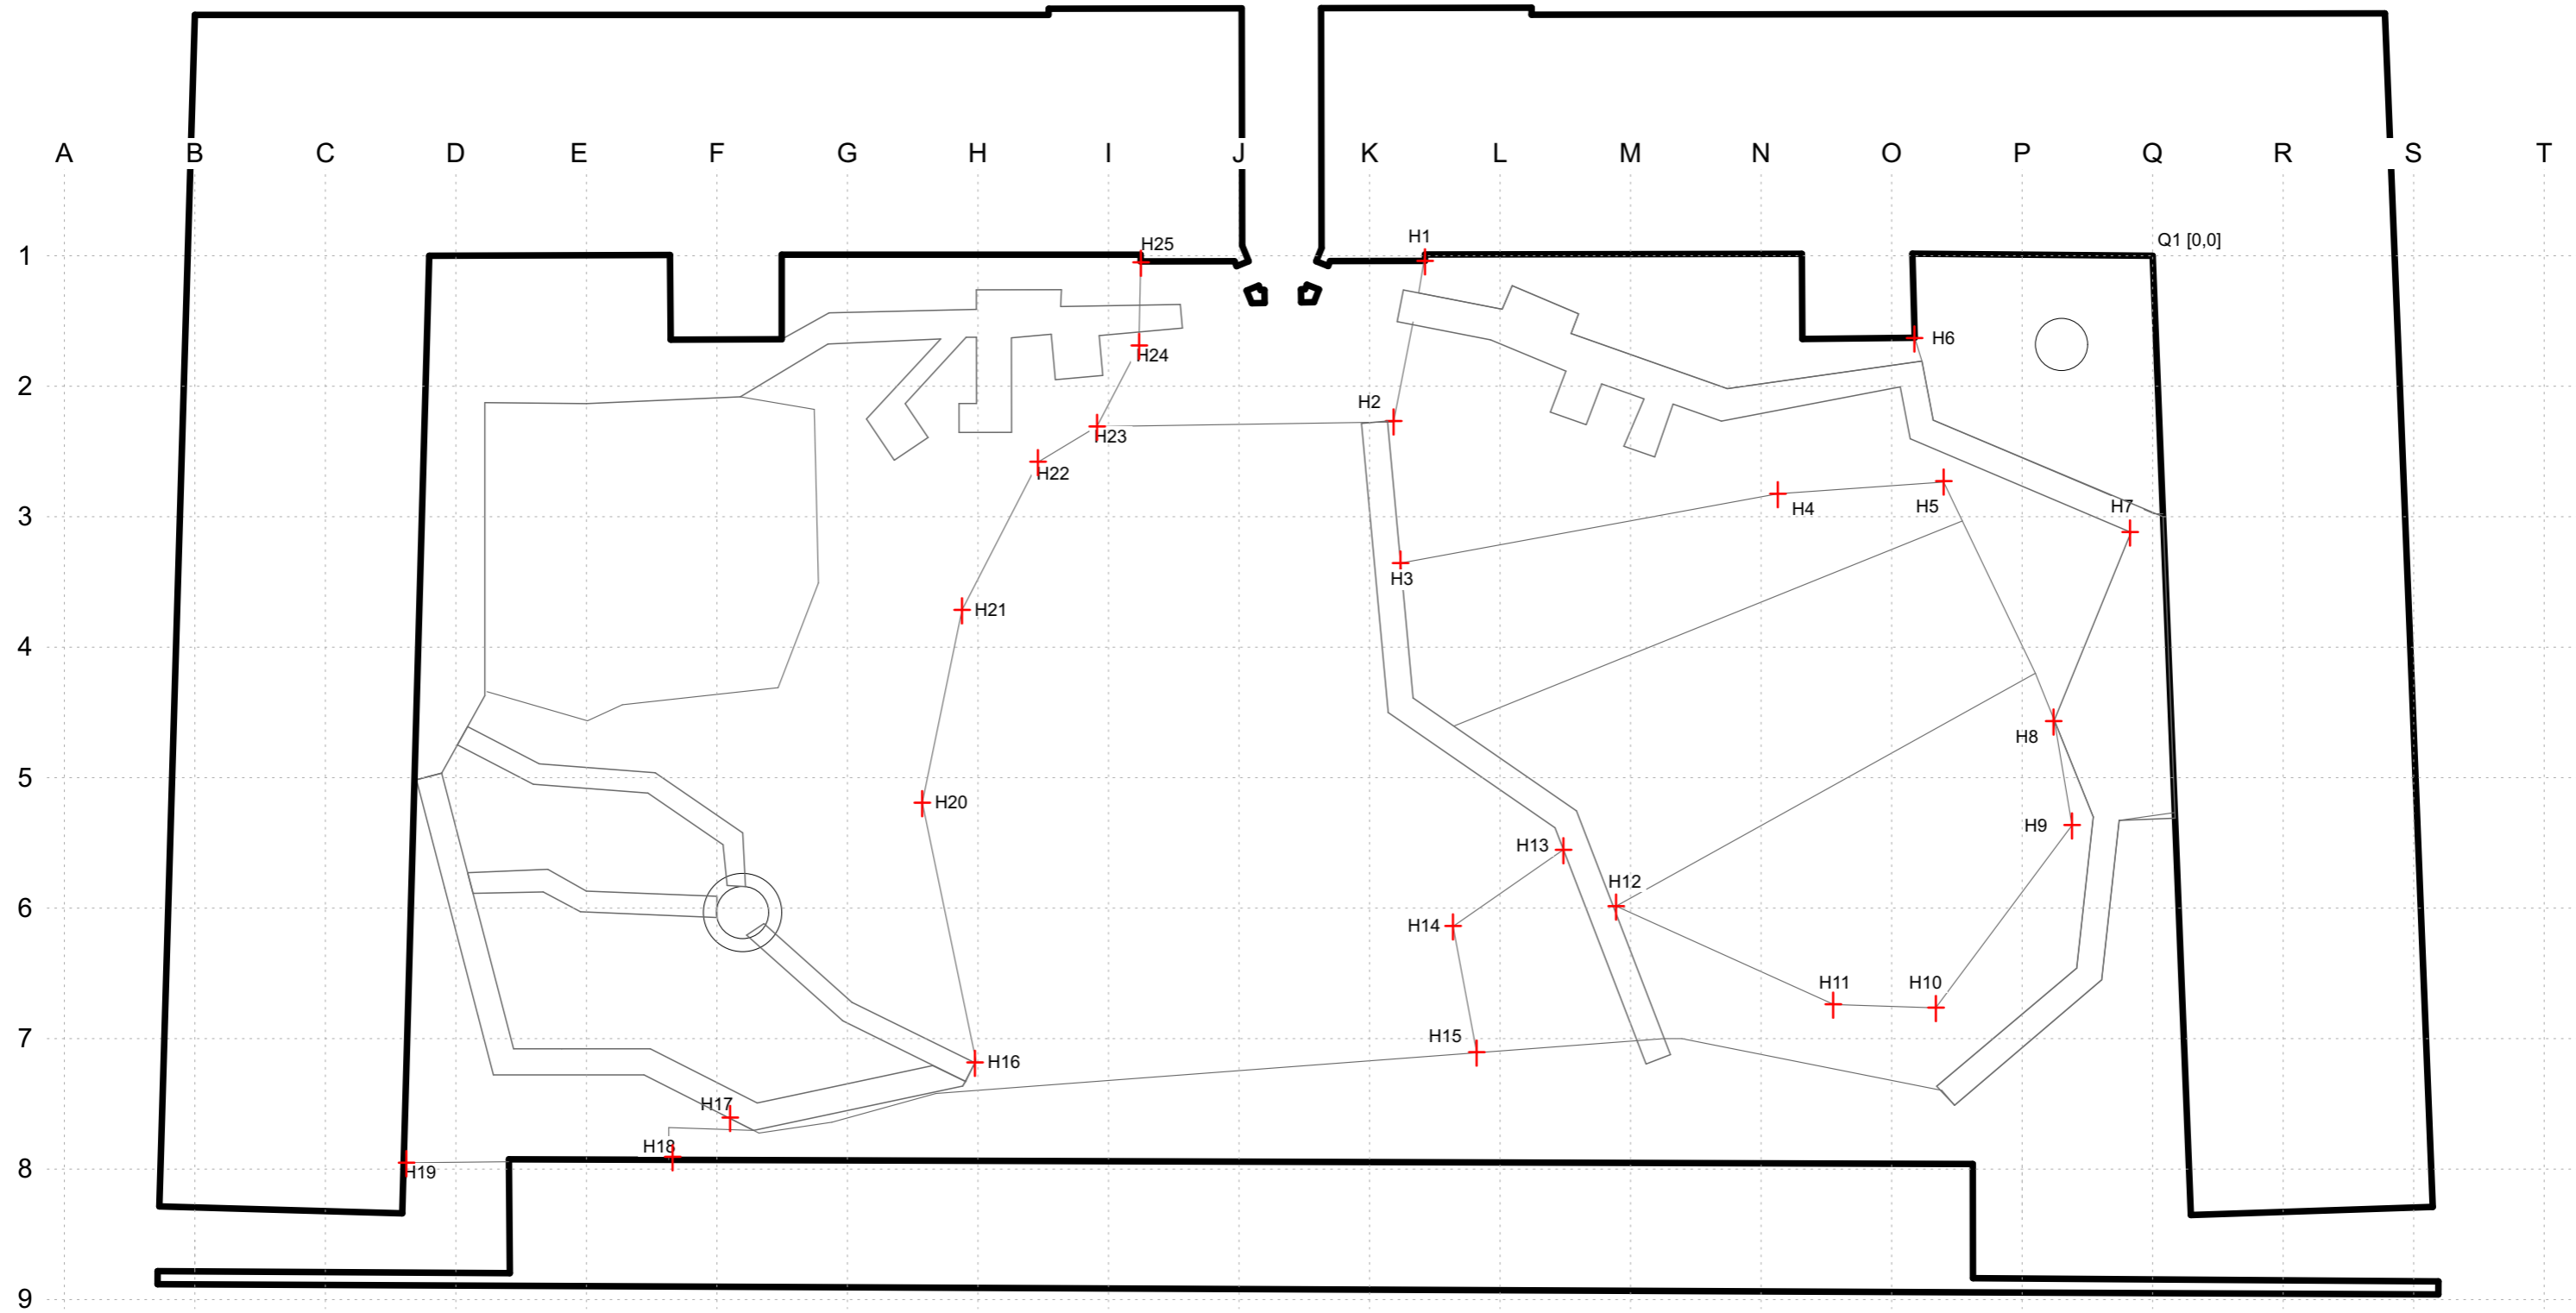 A B C D E F G H I J K L M N O P Q R S T
1 H25 H1 Q1 [0,0]
H6
H24
2 H2
H23
H22
3 H4 H5 H7
H3
H21
4
H8
5
H20 H9
H13
H12
6 H14
H11 H10
7 H15
H16
H17
H18
8 H19
9